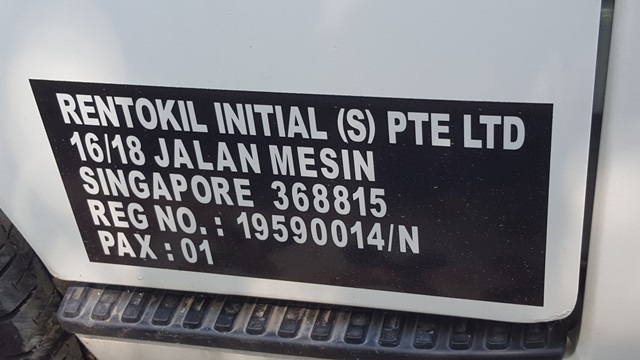 RENTOKIL INITIAL (S) PTE LTD
16/18 JALAN MESIN
SINGAPORE 368815
REG NO. : 19590014/N
PAX : 01